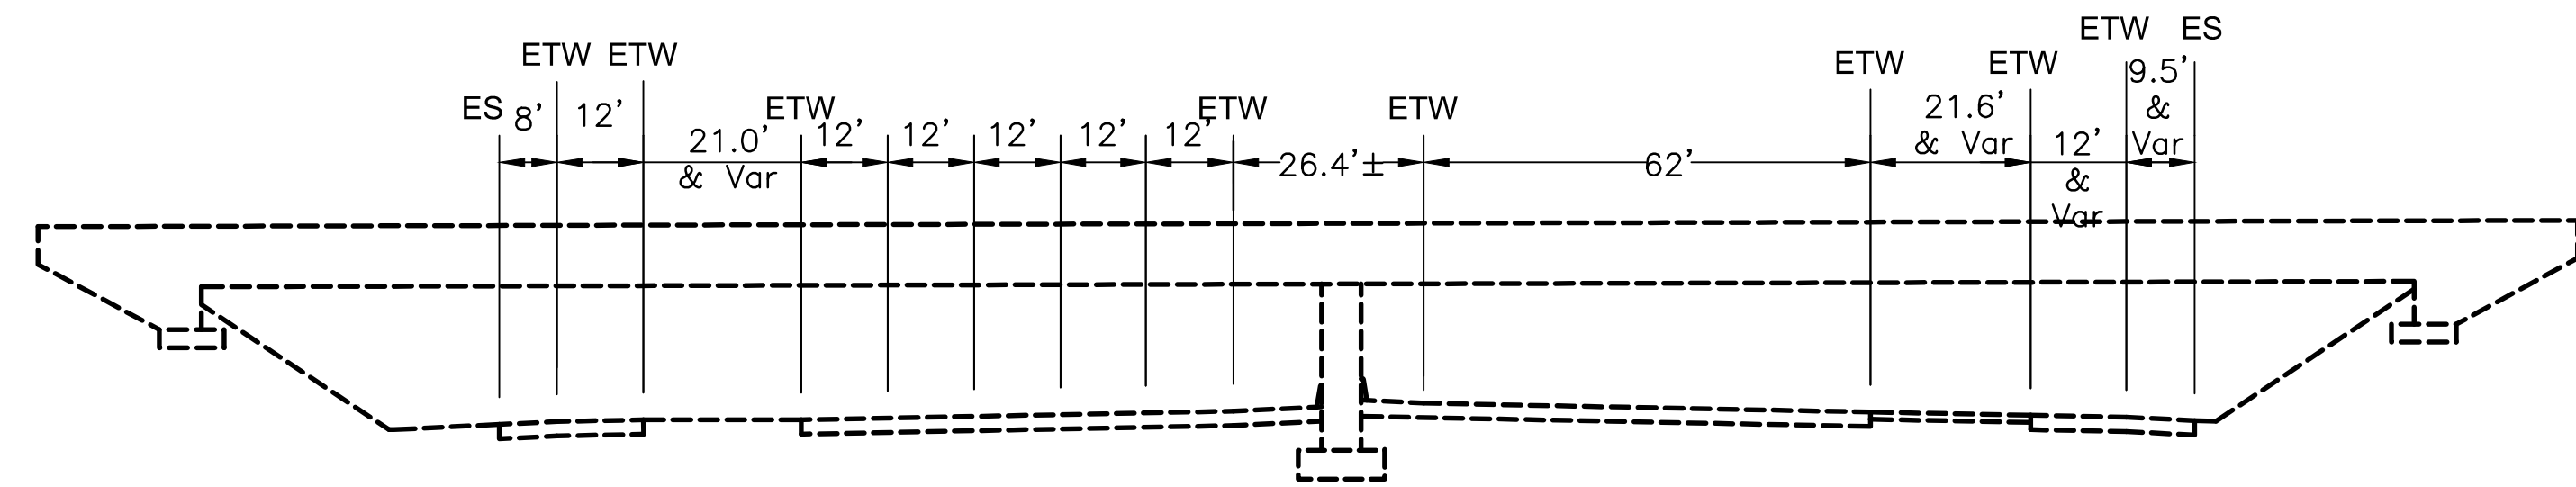 ETW ES
ETW ETW
ETW ETW
9.5'
&
Var
ES 8' 12'
ETW
ETW
ETW
21.6'
& Var
21.0'
& Var
12' 12' 12' 12' 12'
12'
&
Var
26.4'±
62'